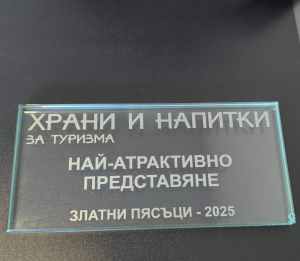 ХРАНИ И НАПИТКИ
ЗА ТУРИЗМА
НАЙ-АТРАКТИВНО
ПРЕДСТАВЯНЕ
ЗЛАТНИ ПЯСЪЦИ - 2025